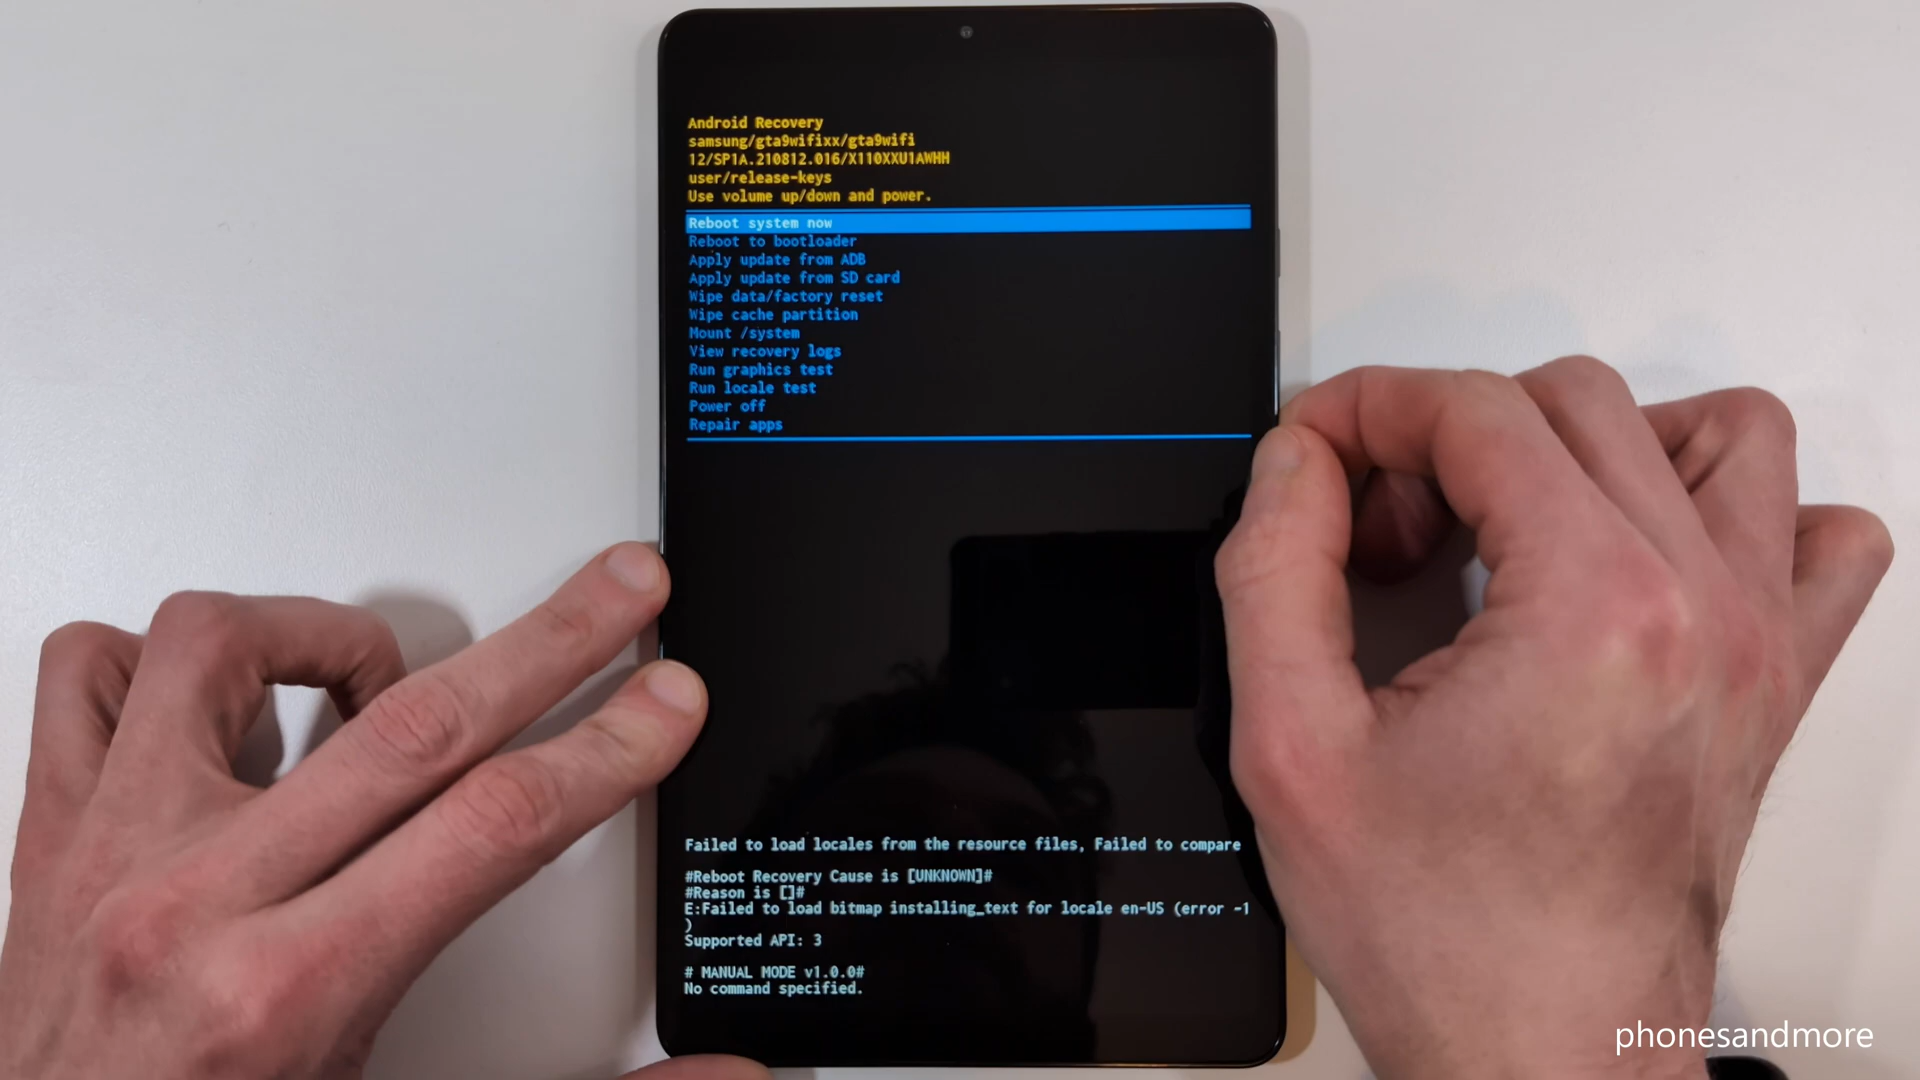 Android Recovery
samsung/gta9wifixx/gta9wifi
12/SP1A.210812.016/X110XXU1AWHH
user/release-keys
Use volume up/down and power.
Reboot system now
Reboot to bootloader
Apply update from ADB
Apply update from SD card
Wipe data/factory reset
Wipe cache partition
Mount /system
View recovery logs
Run graphics test
Run locale test
Power off
Repair apps
Failed to load locales from the resource files, Failed to compare
#Reboot Recovery Cause is [UNKNOWN]#
#Reason is []#
E:Failed to load bitmap installing_text for locale en-US (error -1
)
Supported API: 3
# MANUAL MODE v1.0.0#
No command specified.
phonesandmore